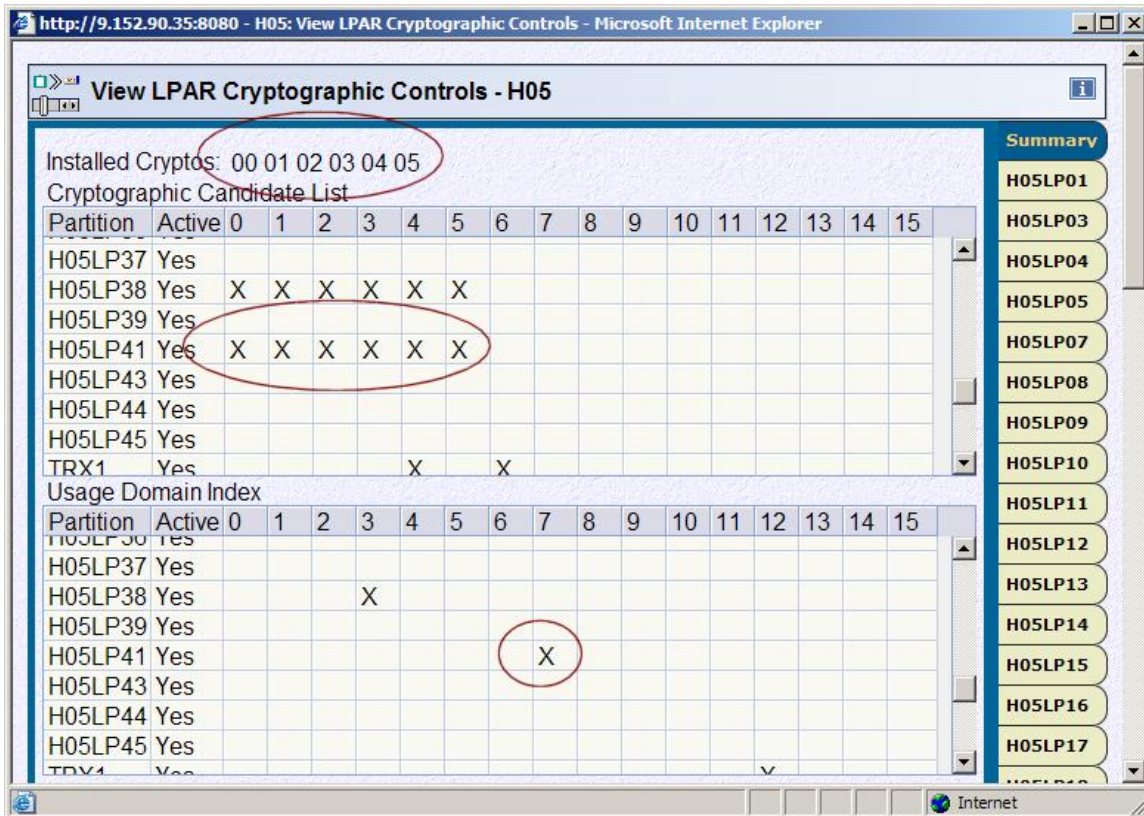 http://9.152.90.35:8080 - H05: View LPAR Cryptographic Controls - Microsoft Internet Explorer
View LPAR Cryptographic Controls - H05
Installed Cryptos: 00 01 02 03 04 05
Cryptographic Candidate List
Partition Active 0 1 2 3 4 5 6 7 8 9 10 11 12 13 14 15
H05LP37 Yes
H05LP38 Yes X X X X X X
H05LP39 Yes
H05LP41 Yes X X X X X X
H05LP43 Yes
H05LP44 Yes
H05LP45 Yes
TRX1 Yes X X
Usage Domain Index
Partition Active 0 1 2 3 4 5 6 7 8 9 10 11 12 13 14 15
H05LP37 Yes
H05LP38 Yes X
H05LP39 Yes
H05LP41 Yes X
H05LP43 Yes
H05LP44 Yes
H05LP45 Yes
TRX1 Yes X
Summary
H05LP01
H05LP03
H05LP04
H05LP05
H05LP07
H05LP08
H05LP09
H05LP10
H05LP11
H05LP12
H05LP13
H05LP14
H05LP15
H05LP16
H05LP17
Internet